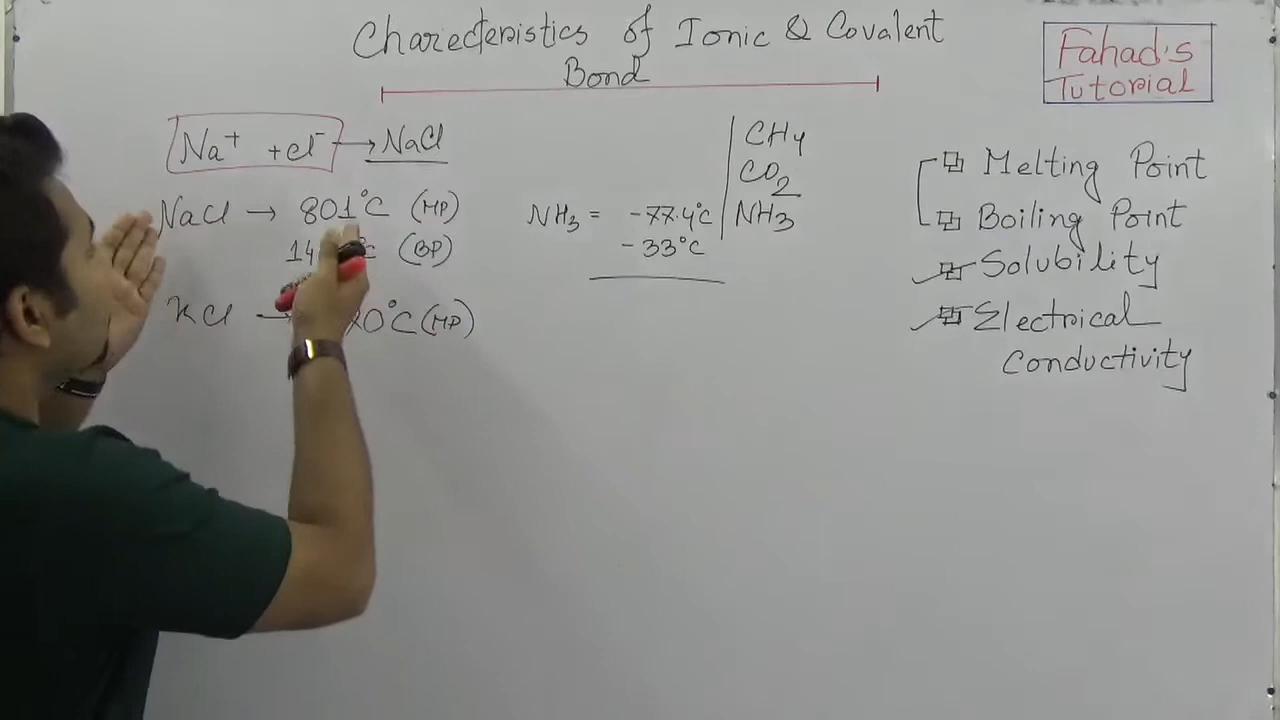 Charecteristics of Ionic & Covalent
Bond
Fahad's
Tutorial
Na⁺ + cl⁻ → NaCl
NaCl → 801°C (MP)
(BP)
KCl → (MP)
NH₃ = -77.4°C
-33°C
CH₄
CO₂
NH₃
Melting Point
Boiling Point
Solubility
Electrical
Conductivity